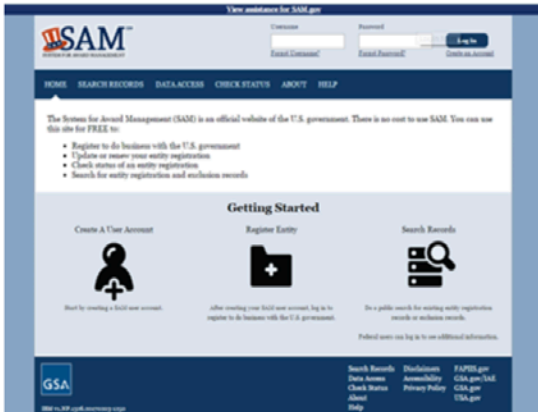 View assistance for SAM.gov
SAM
SYSTEM FOR AWARD MANAGEMENT
Username
Password
Log In
Forgot Username?
Forgot Password?
Create an Account
HOME SEARCH RECORDS DATA ACCESS CHECK STATUS ABOUT HELP
The System for Award Management (SAM) is an official website of the U.S. government. There is no cost to use SAM. You can use
this site for FREE to:
Register to do business with the U.S. government
Update or renew your entity registration
Check status of an entity registration
Search for entity registration and exclusion records
Getting Started
Create A User Account
Register Entity
Search Records
Start by creating a SAM user account.
After creating your SAM user account, log in to
register to do business with the U.S. government.
Do a public search for existing entity registration
records or exclusion records.
Federal users can log in to see additional information.
GSA
Search Records
Data Access
Check Status
About
Help
Disclaimers
Accessibility
Privacy Policy
FAPIIS.gov
GSA.gov/IAE
GSA.gov
USA.gov